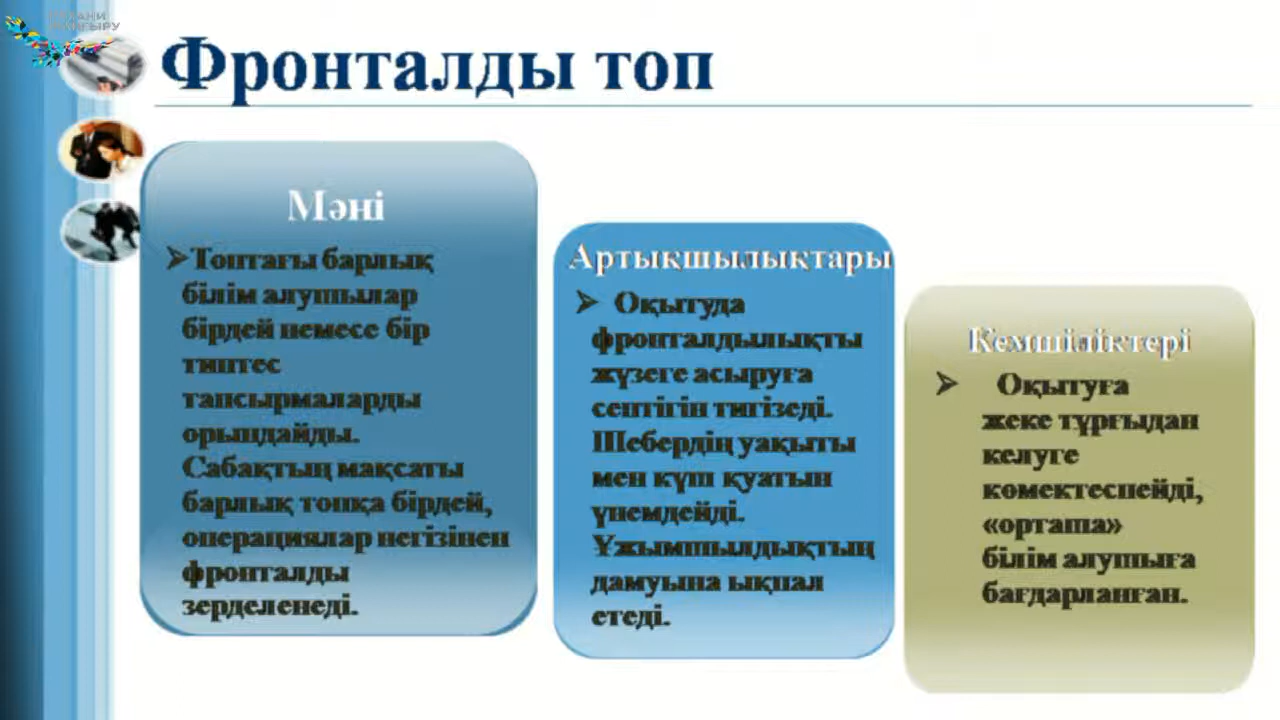 Фронталды топ
Мәні
➢Топтағы барлық
білім алушылар
бірдей немесе бір
типтес
тапсырмаларды
орындайды.
Сабақтың мақсаты
барлық топқа бірдей,
операциялар негізінен
фронталды
зерделенеді.
Артықшылықтары
➢ Оқытуда
фронталдылықты
жүзеге асыруға
септігін тигізеді.
Шебердің уақыты
мен күш қуатын
үнемдейді.
Ұжымшылдықтың
дамуына ықпал
етеді.
Кемшіліктері
➢ Оқытуға
жеке тұрғыдан
келуге
көмектеспейді,
«орташа»
білім алушыға
бағдарланған.